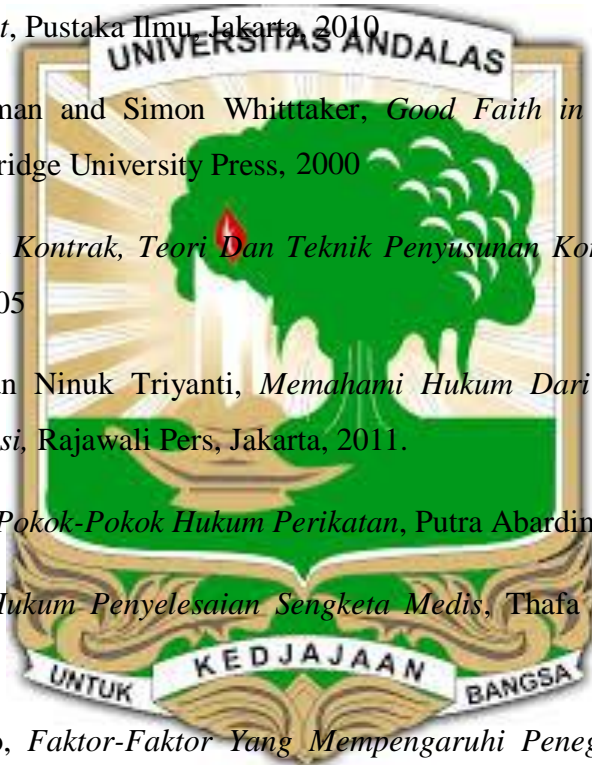 t, Pustaka Ilmu, Jakarta, 2010
UNIVERSITAS ANDALAS
man and Simon Whitttaker, Good Faith in
ridge University Press, 2000
Kontrak, Teori Dan Teknik Penyusunan Kon
05
an Ninuk Triyanti, Memahami Hukum Dari
si, Rajawali Pers, Jakarta, 2011.
Pokok-Pokok Hukum Perikatan, Putra Abardin
Hukum Penyelesaian Sengketa Medis, Thafa
UNTUK KEDJAJAAN BANGSA
o, Faktor-Faktor Yang Mempengaruhi Peneg